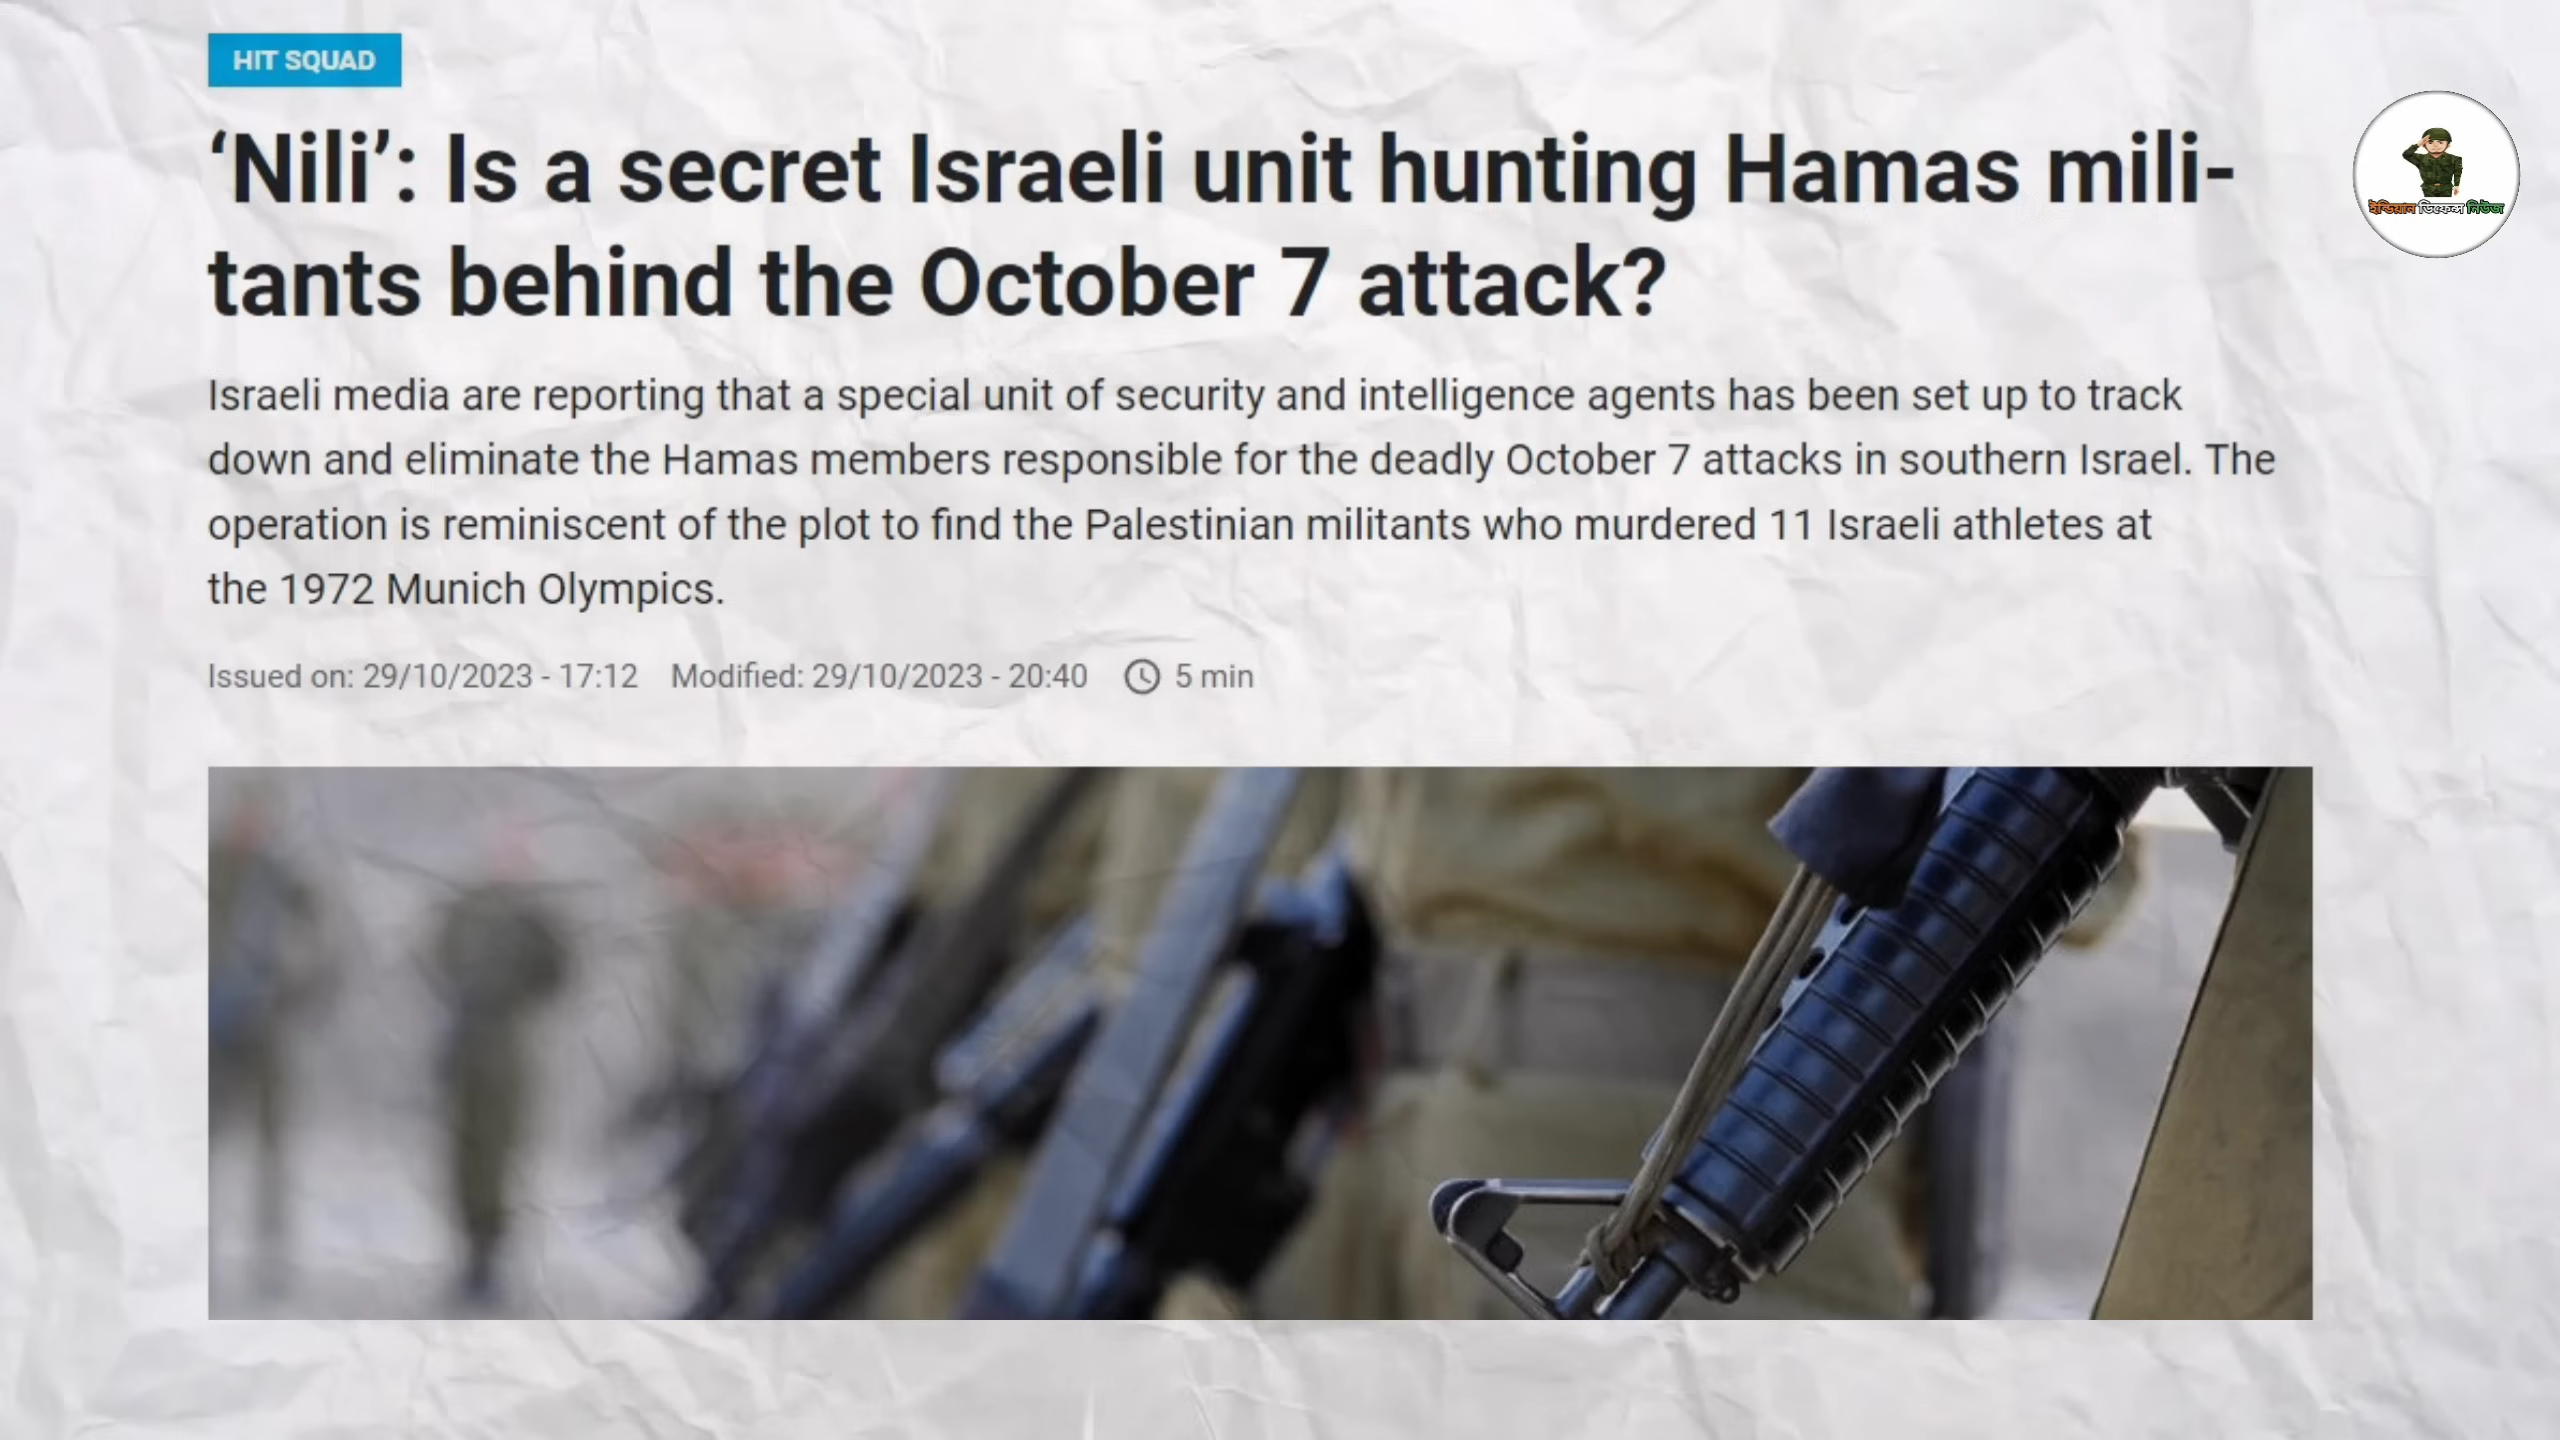 HIT SQUAD
‘Nili’: Is a secret Israeli unit hunting Hamas mili-
tants behind the October 7 attack?
ইন্ডিয়ান ডিফেন্স নিউজ
Israeli media are reporting that a special unit of security and intelligence agents has been set up to track
down and eliminate the Hamas members responsible for the deadly October 7 attacks in southern Israel. The
operation is reminiscent of the plot to find the Palestinian militants who murdered 11 Israeli athletes at
the 1972 Munich Olympics.
Issued on: 29/10/2023 - 17:12 Modified: 29/10/2023 - 20:40 5 min